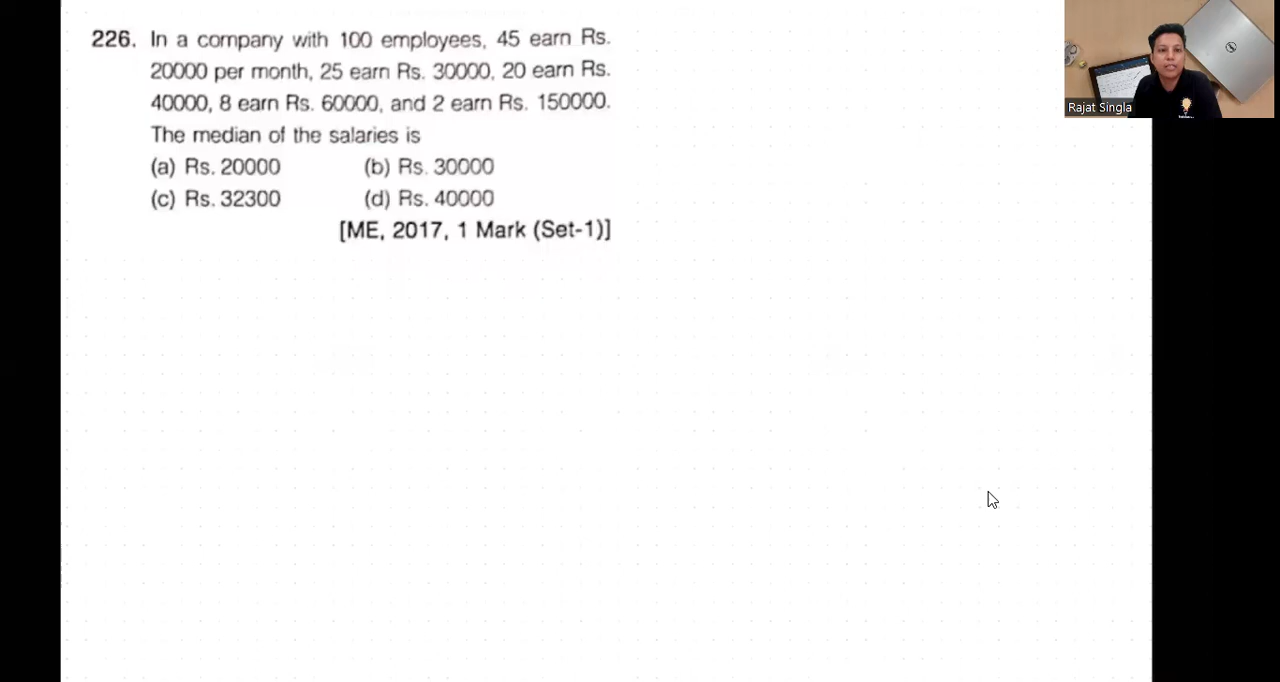 226. In a company with 100 employees, 45 earn Rs.
20000 per month, 25 earn Rs. 30000, 20 earn Rs.
40000, 8 earn Rs. 60000, and 2 earn Rs. 150000.
The median of the salaries is
(a) Rs. 20000 (b) Rs. 30000
(c) Rs. 32300 (d) Rs. 40000
[ME, 2017, 1 Mark (Set-1)]
Rajat Singla